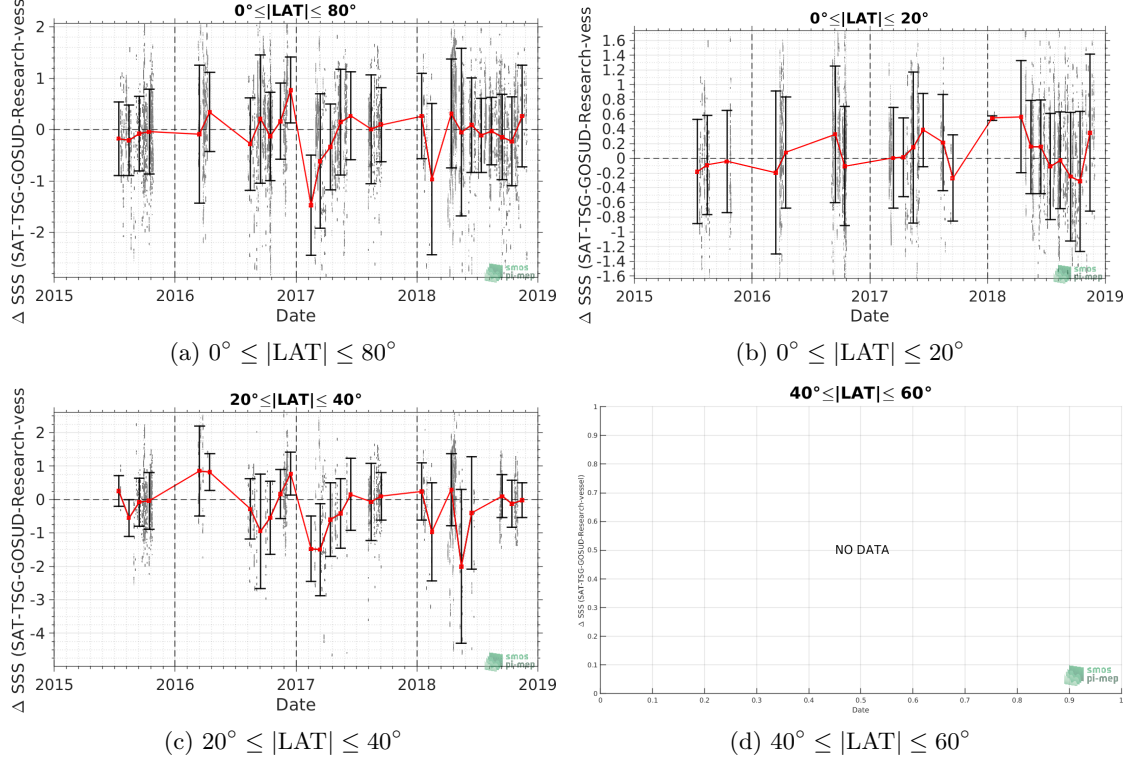 0°≤|LAT|≤ 80°
Δ SSS (SAT-TSG-GOSUD-Research-vess
2
1
0
-1
-2
2015
2016
2017
2018
2019
Date
smos
pi-mep
(a) 0° ≤ |LAT| ≤ 80°
0°≤|LAT|≤ 20°
Δ SSS (SAT-TSG-GOSUD-Research-vess
1.6
1.4
1.2
1
0.8
0.6
0.4
0.2
0
-0.2
-0.4
-0.6
-0.8
-1
-1.2
-1.4
-1.6
2015
2016
2017
2018
2019
Date
smos
pi-mep
(b) 0° ≤ |LAT| ≤ 20°
20°≤|LAT|≤ 40°
Δ SSS (SAT-TSG-GOSUD-Research-vess
2
1
0
-1
-2
-3
-4
2015
2016
2017
2018
2019
Date
smos
pi-mep
(c) 20° ≤ |LAT| ≤ 40°
40°≤|LAT|≤ 60°
Δ SSS (SAT-TSG-GOSUD-Research-vessel)
1
0.9
0.8
0.7
0.6
0.5
0.4
0.3
0.2
0.1
0
NO DATA
0
0.1
0.2
0.3
0.4
0.5
0.6
0.7
0.8
0.9
1
Date
smos
pi-mep
(d) 40° ≤ |LAT| ≤ 60°